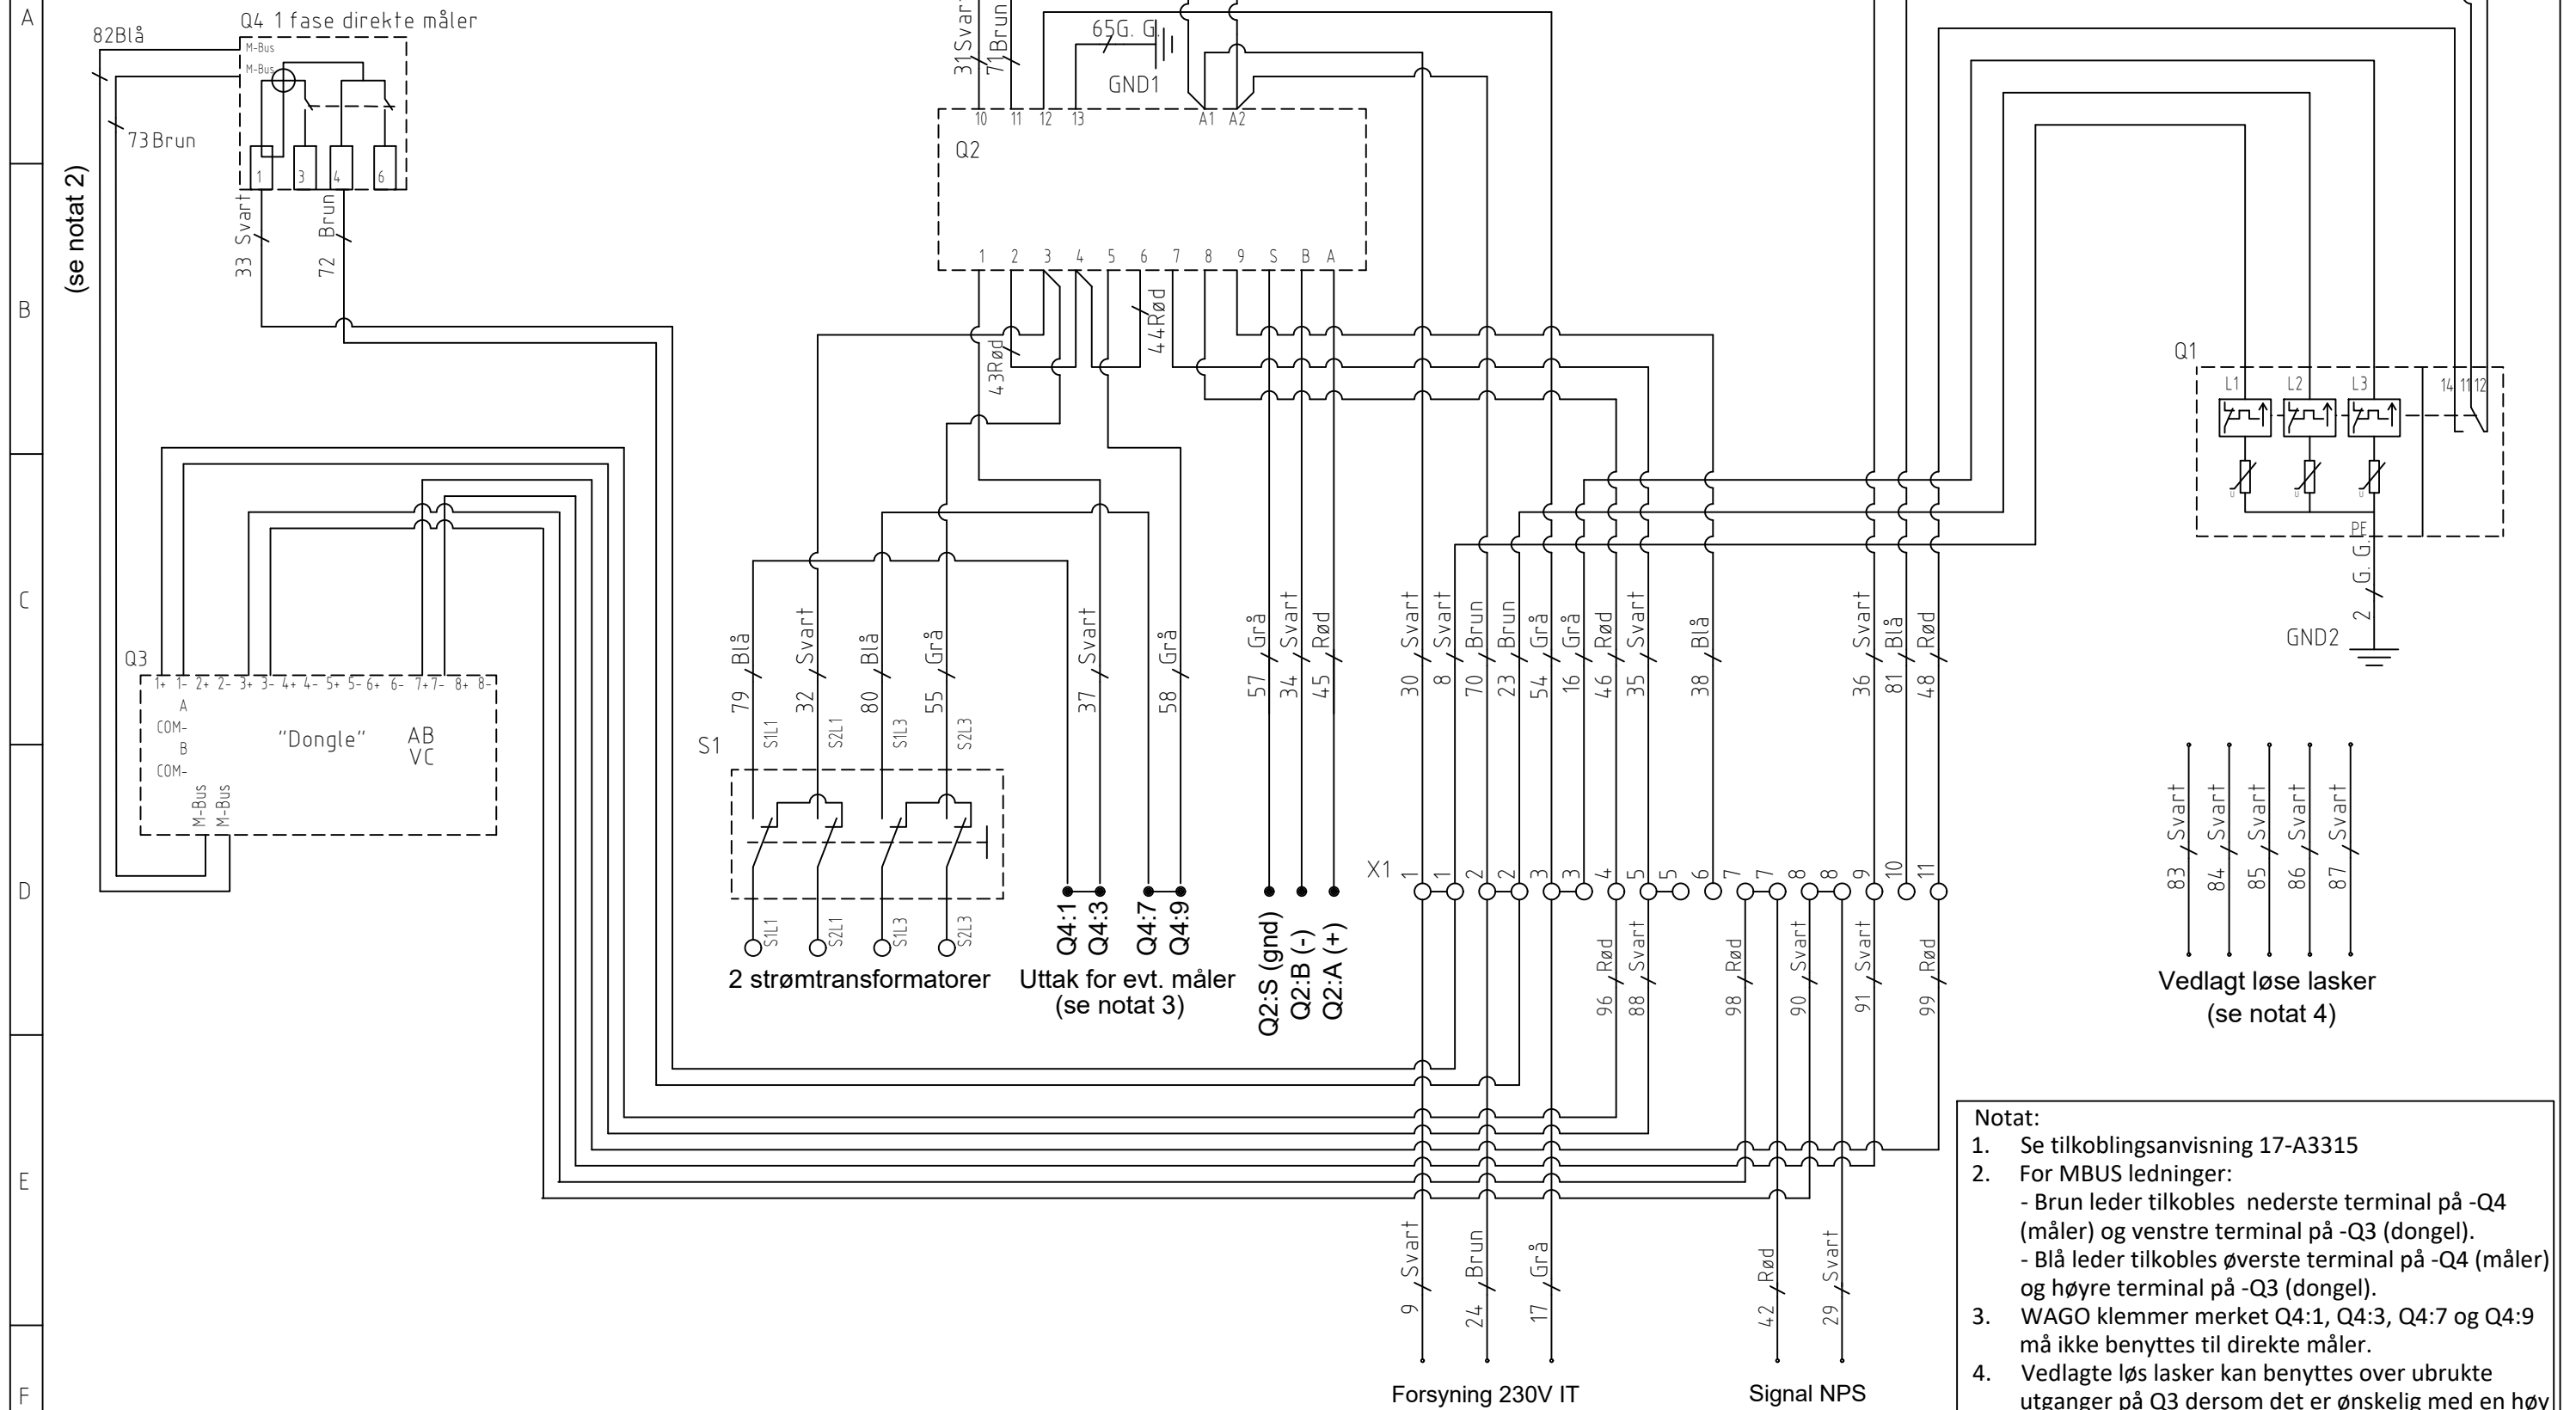 A
B
C
D
E
F
82Blå
Q4 1 fase direkte måler
M-Bus
M-Bus
73Brun
(se notat 2)
1 3 4 6
33 Svart
72 Brun
31Svart
71Brun
65G. G.
GND1
10 11 12 13 A1 A2
Q2
1 2 3 4 5 6 7 8 9 S B A
43Rød
44Rød
Q1
L1 L2 L3 14 11 12
U U U
PE
2 G. G.
GND2
Q3
1+ 1- 2+ 2- 3+ 3- 4+ 4- 5+ 5- 6+ 6- 7+ 7- 8+ 8-
A
COM-
B
COM-
"Dongle"
AB
VC
M-Bus
M-Bus
79 Blå
32 Svart
80 Blå
55 Grå
37 Svart
58 Grå
57 Grå
34 Svart
45 Rød
30 Svart
8 Svart
70 Brun
23 Brun
54 Grå
16 Grå
46 Rød
35 Svart
38 Blå
36 Svart
81 Blå
48 Rød
S1
S1L1
S2L1
S1L3
S2L3
S1L1
S2L1
S1L3
S2L3
2 strømtransformatorer
Q4:1
Q4:3
Q4:7
Q4:9
Uttak for evt. måler
(se notat 3)
Q2:S (gnd)
Q2:B (-)
Q2:A (+)
X1
1 1 2 2 3 3 4 5 5 6 7 7 8 8 9 10 11
96 Rød
88 Svart
98 Rød
90 Svart
91 Svart
99 Rød
83 Svart
84 Svart
85 Svart
86 Svart
87 Svart
Vedlagt løse lasker
(se notat 4)
9 Svart
24 Brun
17 Grå
42 Rød
29 Svart
Forsyning 230V IT
Signal NPS
Notat:
1. Se tilkoblingsanvisning 17-A3315
2. For MBUS ledninger:
- Brun leder tilkobles nederste terminal på -Q4
(måler) og venstre terminal på -Q3 (dongel).
- Blå leder tilkobles øverste terminal på -Q4 (måler)
og høyre terminal på -Q3 (dongel).
3. WAGO klemmer merket Q4:1, Q4:3, Q4:7 og Q4:9
må ikke benyttes til direkte måler.
4. Vedlagte løs lasker kan benyttes over ubrukte
utganger på Q3 dersom det er ønskelig med en høy